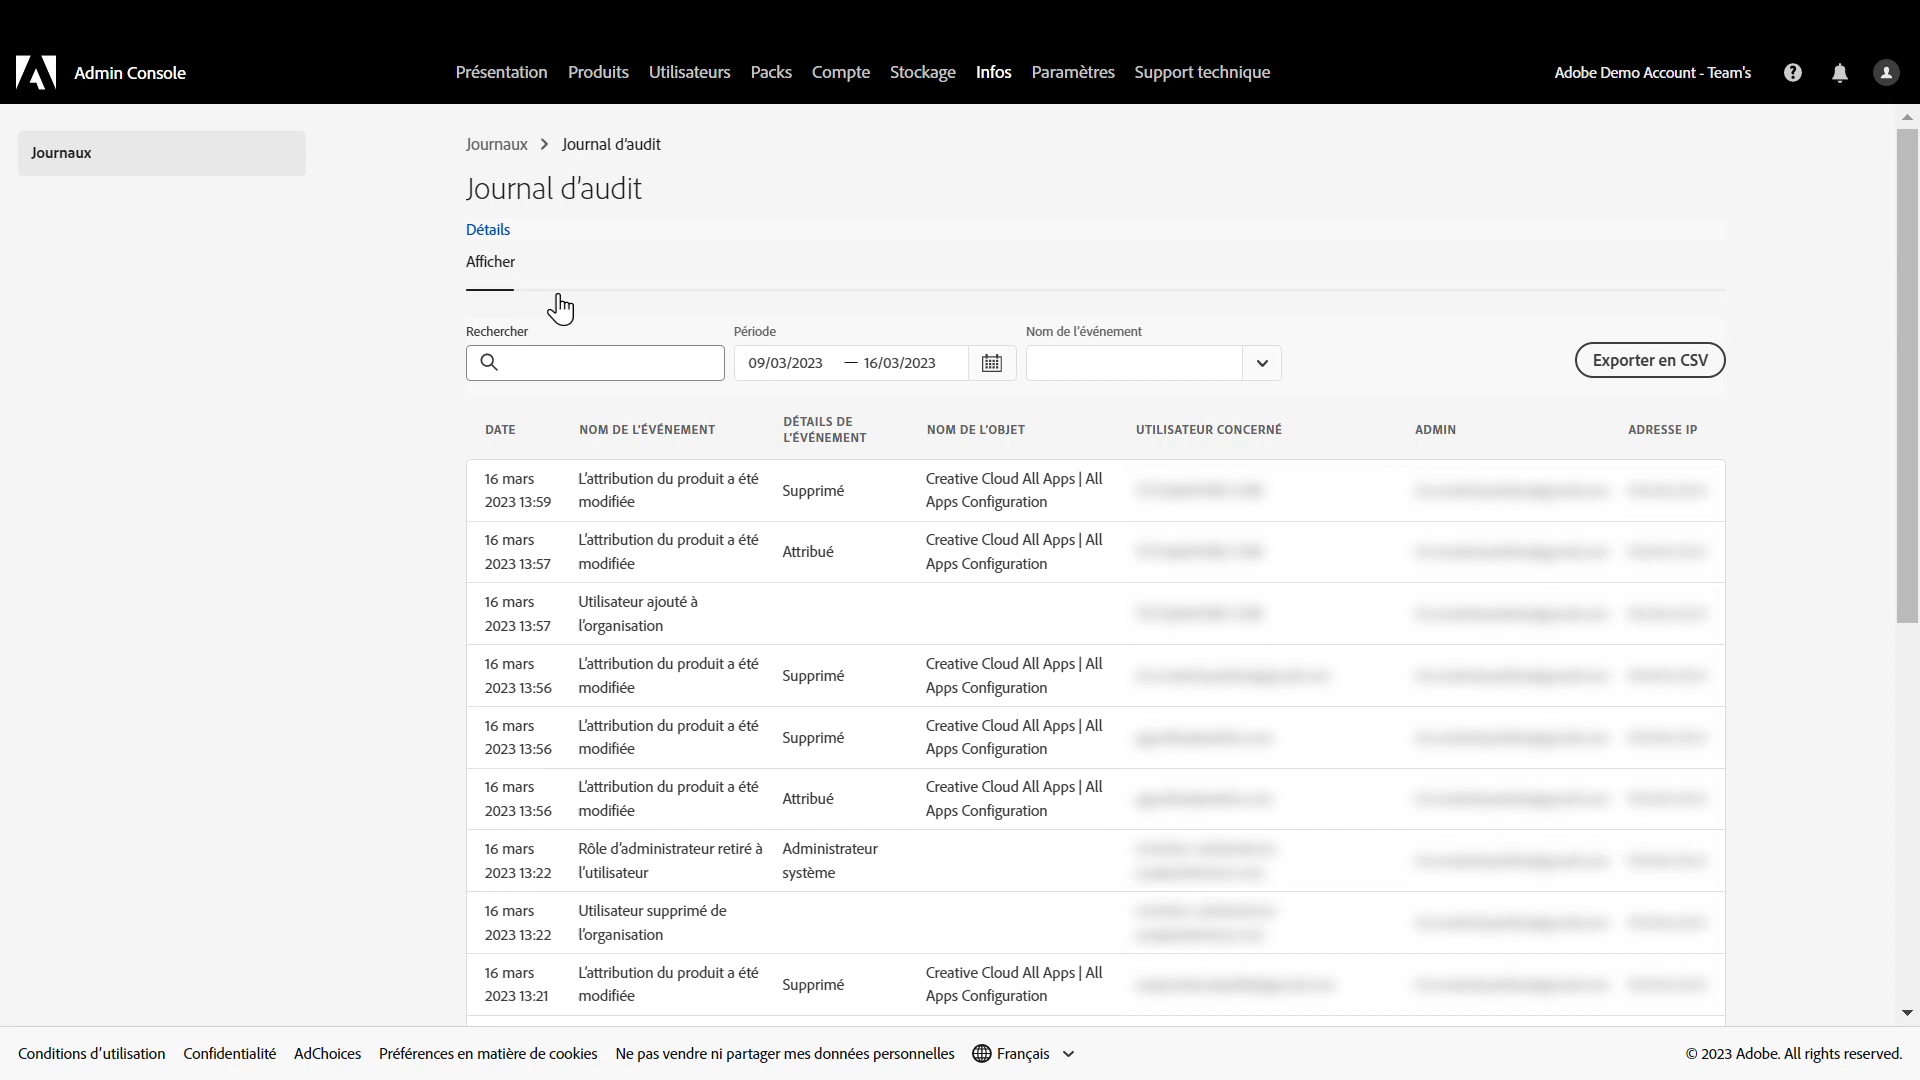 Admin Console
Présentation Produits Utilisateurs Packs Compte Stockage Infos Paramètres Support technique
Adobe Demo Account - Team's
Journaux
Journaux > Journal d'audit
Journal d'audit
Détails
Afficher
Rechercher Période Nom de l'événement
09/03/2023 — 16/03/2023
Exporter en CSV
DATE NOM DE L'ÉVÉNEMENT DÉTAILS DE L'ÉVÉNEMENT NOM DE L'OBJET UTILISATEUR CONCERNÉ ADMIN ADRESSE IP
16 mars L'attribution du produit a été Supprimé Creative Cloud All Apps | All
2023 13:59 modifiée Apps Configuration
16 mars L'attribution du produit a été Attribué Creative Cloud All Apps | All
2023 13:57 modifiée Apps Configuration
16 mars Utilisateur ajouté à
2023 13:57 l'organisation
16 mars L'attribution du produit a été Supprimé Creative Cloud All Apps | All
2023 13:56 modifiée Apps Configuration
16 mars L'attribution du produit a été Supprimé Creative Cloud All Apps | All
2023 13:56 modifiée Apps Configuration
16 mars L'attribution du produit a été Attribué Creative Cloud All Apps | All
2023 13:56 modifiée Apps Configuration
16 mars Rôle d'administrateur retiré à Administrateur
2023 13:22 l'utilisateur système
16 mars Utilisateur supprimé de
2023 13:22 l'organisation
16 mars L'attribution du produit a été Supprimé Creative Cloud All Apps | All
2023 13:21 modifiée Apps Configuration
Conditions d'utilisation Confidentialité AdChoices Préférences en matière de cookies Ne pas vendre ni partager mes données personnelles Français
© 2023 Adobe. All rights reserved.